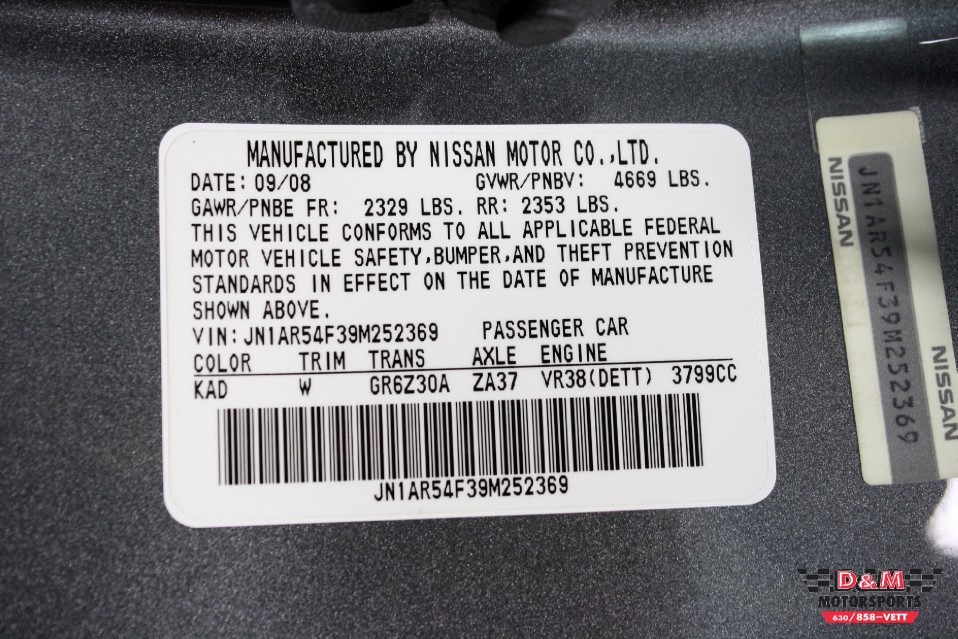 MANUFACTURED BY NISSAN MOTOR CO.,LTD.
DATE: 09/08 GVWR/PNBV: 4669 LBS.
GAWR/PNBE FR: 2329 LBS. RR: 2353 LBS.
THIS VEHICLE CONFORMS TO ALL APPLICABLE FEDERAL
MOTOR VEHICLE SAFETY,BUMPER,AND THEFT PREVENTION
STANDARDS IN EFFECT ON THE DATE OF MANUFACTURE
SHOWN ABOVE.
VIN:JN1AR54F39M252369 PASSENGER CAR
COLOR TRIM TRANS AXLE ENGINE
KAD W GR6Z30A ZA37 VR38(DETT) 3799CC
JN1AR54F39M252369
NISSAN
JN1AR54F39M252369
NISSAN
D&M
MOTORSPORTS
630/858-VETT